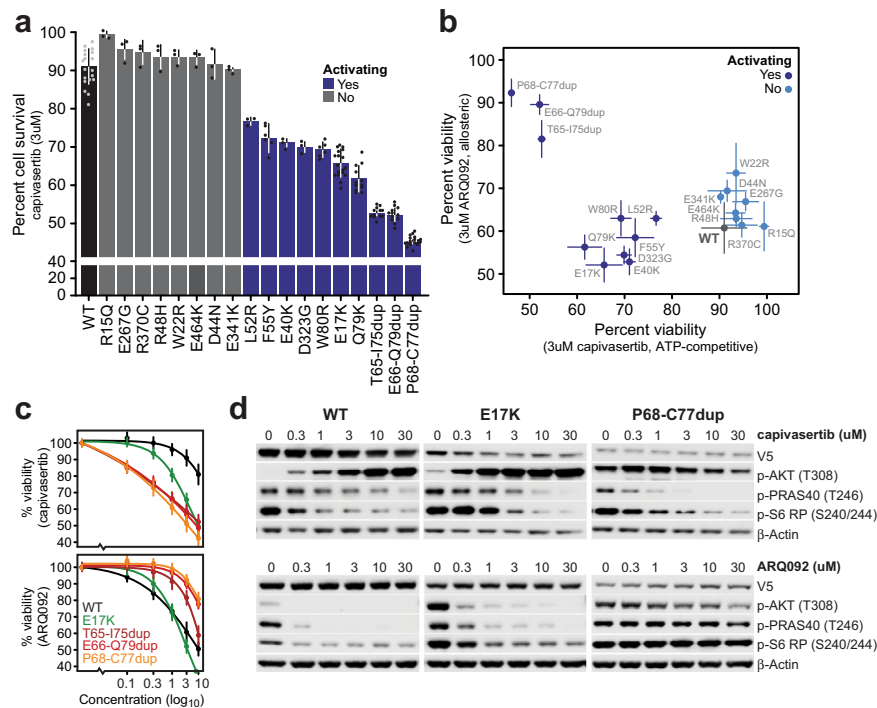 a
Percent cell survival
capivasertib (3uM)
100
90
80
70
60
50
40
40
20
0
Activating
Yes
No
WT
R15Q
E267G
R370C
R48H
W22R
E464K
D44N
E341K
L52R
F55Y
E40K
D323G
W80R
E17K
Q79K
T65-I75dup
E66-Q79dup
P68-C77dup
b
Percent viability
(3uM ARQ092, allosteric)
100
90
80
70
60
50
Activating
Yes
No
P68-C77dup
E66-Q79dup
T65-I75dup
W22R
D44N
E341K
E267G
W80R
L52R
E464K
R48H
WT
R15Q
Q79K
F55Y
R370C
D323G
E17K
E40K
50
60
70
80
90
100
Percent viability
(3uM capivasertib, ATP-competitive)
c
% viability
(capivasertib)
100
90
80
70
60
50
40
% viability
(ARQ092)
100
90
80
70
60
50
40
WT
E17K
T65-I75dup
E66-Q79dup
P68-C77dup
0.1
0.3
1
3
10
Concentration (log10)
d
WT E17K P68-C77dup
0 0.3 1 3 10 30 0 0.3 1 3 10 30 0 0.3 1 3 10 30 capivasertib (uM)
V5
p-AKT (T308)
p-PRAS40 (T246)
p-S6 RP (S240/244)
β-Actin
0 0.3 1 3 10 30 0 0.3 1 3 10 30 0 0.3 1 3 10 30 ARQ092 (uM)
V5
p-AKT (T308)
p-PRAS40 (T246)
p-S6 RP (S240/244)
β-Actin